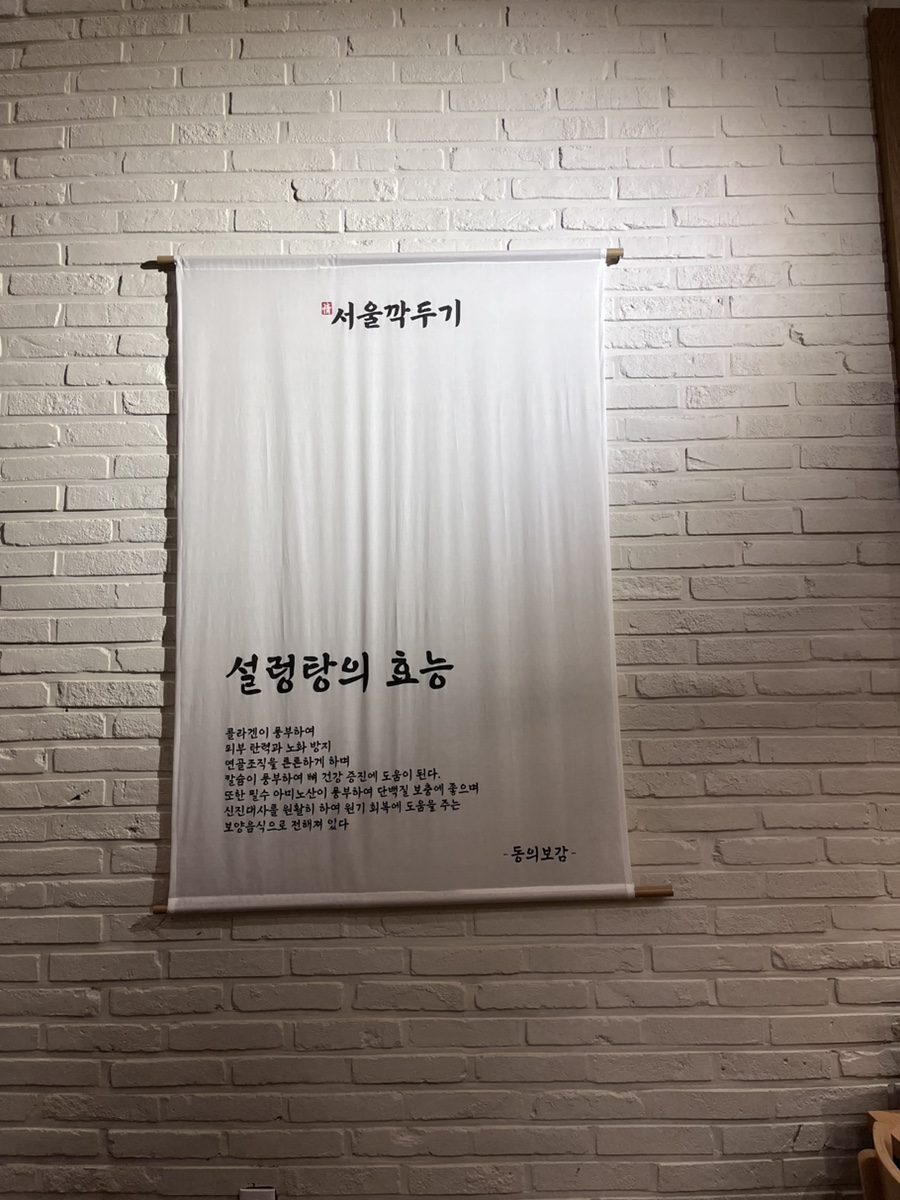 서울깍두기
설렁탕의 효능
콜라겐이 풍부하여
피부 탄력과 노화 방지
연골조직을 튼튼하게 하며
칼슘이 풍부하여 뼈 건강 증진에 도움이 된다.
또한 필수 아미노산이 풍부하여 단백질 보충에 좋으며
신진대사를 원활히 하여 원기 회복에 도움을 주는
보양음식으로 전해져 있다
-동의보감-